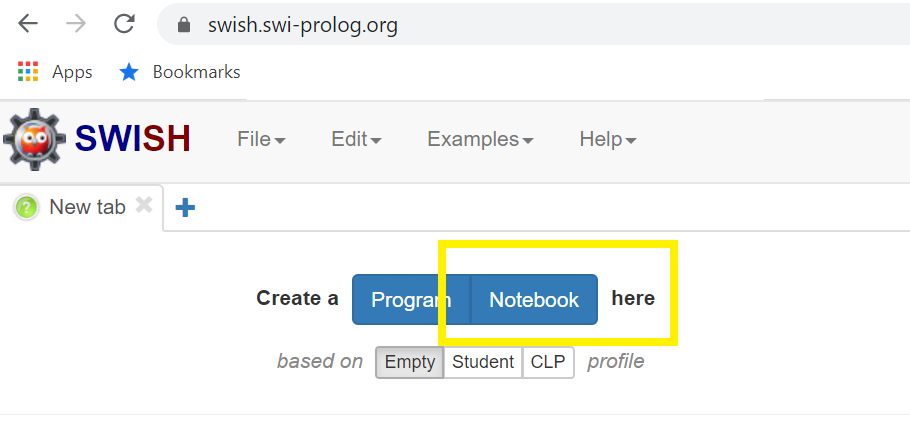 swish.swi-prolog.org
Apps Bookmarks
SWISH File Edit Examples Help
? New tab
Create a Program Notebook here
based on Empty Student CLP profile